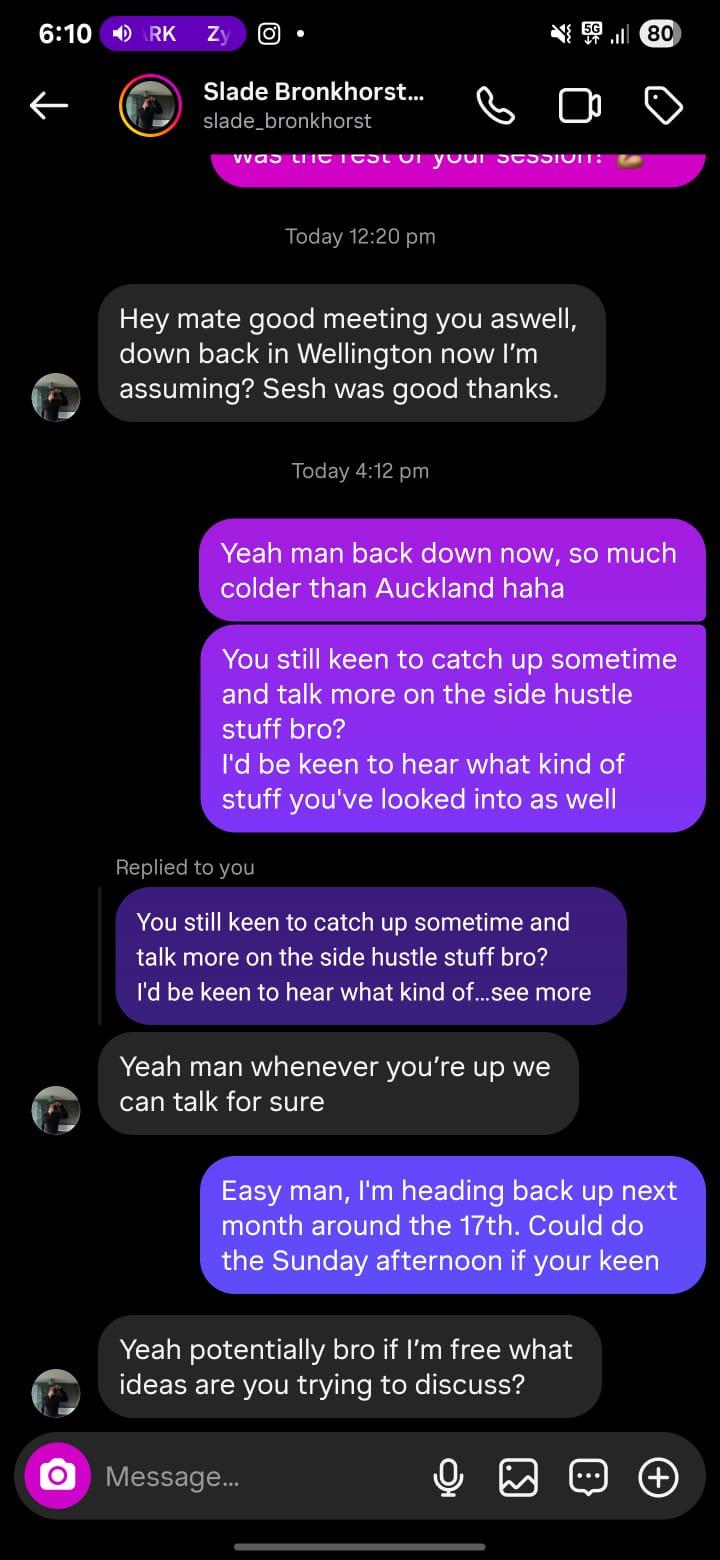 6:10 RK Zy 5G 80
Slade Bronkhorst...
slade_bronkhorst
was the rest of your session? 💪🏽
Today 12:20 pm
Hey mate good meeting you aswell,
down back in Wellington now I’m
assuming? Sesh was good thanks.
Today 4:12 pm
Yeah man back down now, so much
colder than Auckland haha
You still keen to catch up sometime
and talk more on the side hustle
stuff bro?
I'd be keen to hear what kind of
stuff you've looked into as well
Replied to you
You still keen to catch up sometime and
talk more on the side hustle stuff bro?
I'd be keen to hear what kind of...see more
Yeah man whenever you’re up we
can talk for sure
Easy man, I'm heading back up next
month around the 17th. Could do
the Sunday afternoon if your keen
Yeah potentially bro if I’m free what
ideas are you trying to discuss?
Message...